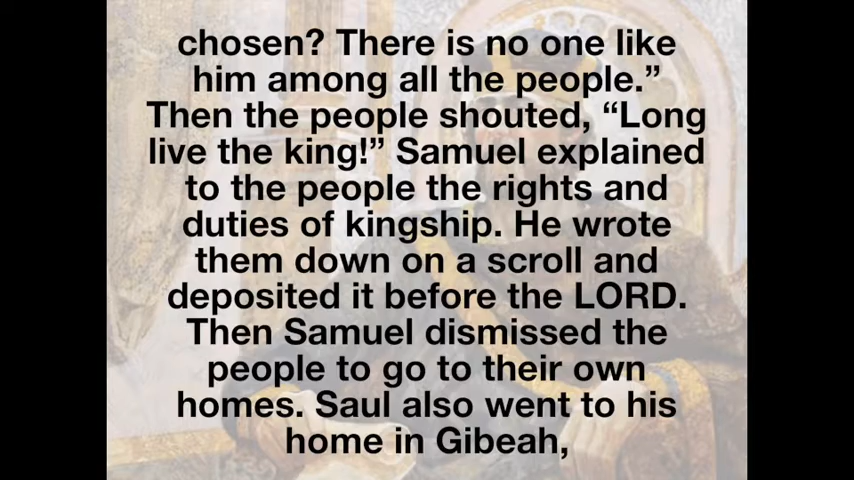 chosen? There is no one like
him among all the people.”
Then the people shouted, “Long
live the king!” Samuel explained
to the people the rights and
duties of kingship. He wrote
them down on a scroll and
deposited it before the LORD.
Then Samuel dismissed the
people to go to their own
homes. Saul also went to his
home in Gibeah,